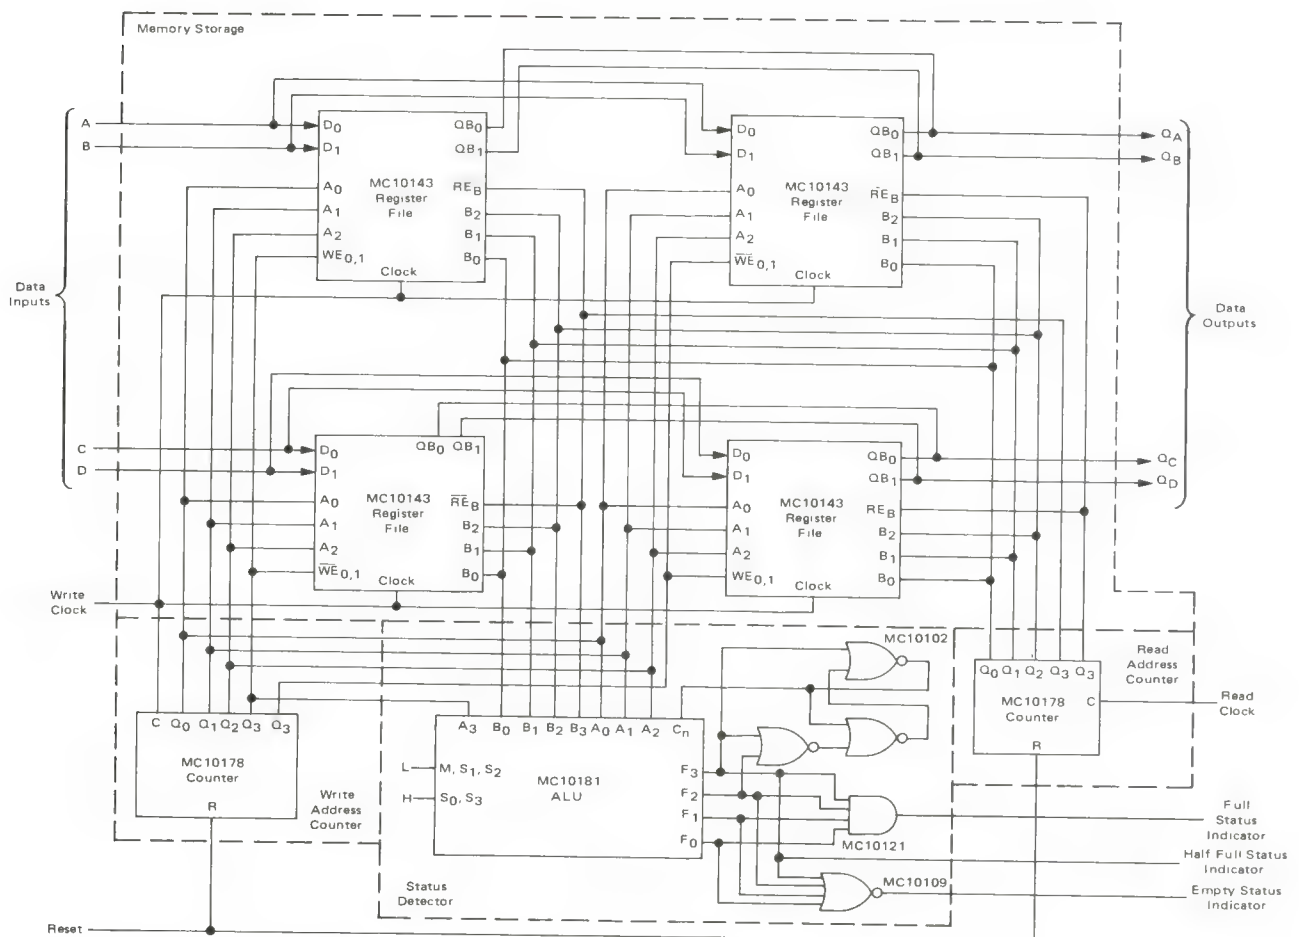 Memory Storage
A
B
D0
D1
A0
A1
A2
WE0,1
MC10143
Register
File
Clock
QB0
QB1
REB
B2
B1
B0
D0
D1
A0
A1
A2
W̅E̅0,1
MC10143
Register
File
Clock
QB0
QB1
R̅E̅B
B2
B1
B0
QA
QB
Data
Inputs
Data
Outputs
C
D
D0
D1
A0
A1
A2
W̅E̅0,1
MC10143
Register
File
Clock
QB0 QB1
R̅E̅B
B2
B1
B0
D0
D1
A0
A1
A2
WE0,1
MC10143
Register
File
Clock
QB0
QB1
REB
B2
B1
B0
QC
QD
Write
Clock
C Q0 Q1 Q2 Q3 Q3
MC10178
Counter
R
Write
Address
Counter
A3 B0 B1 B2 B3 A0 A1 A2 Cn
L
M, S1, S2
H
S0, S3
MC10181
ALU
F3
F2
F1
F0
MC10102
MC10121
MC10109
Status
Detector
Q0 Q1 Q2 Q3 Q3
MC10178
Counter
C
R
Read
Address
Counter
Read
Clock
Full
Status
Indicator
Half Full Status
Indicator
Empty Status
Indicator
Reset